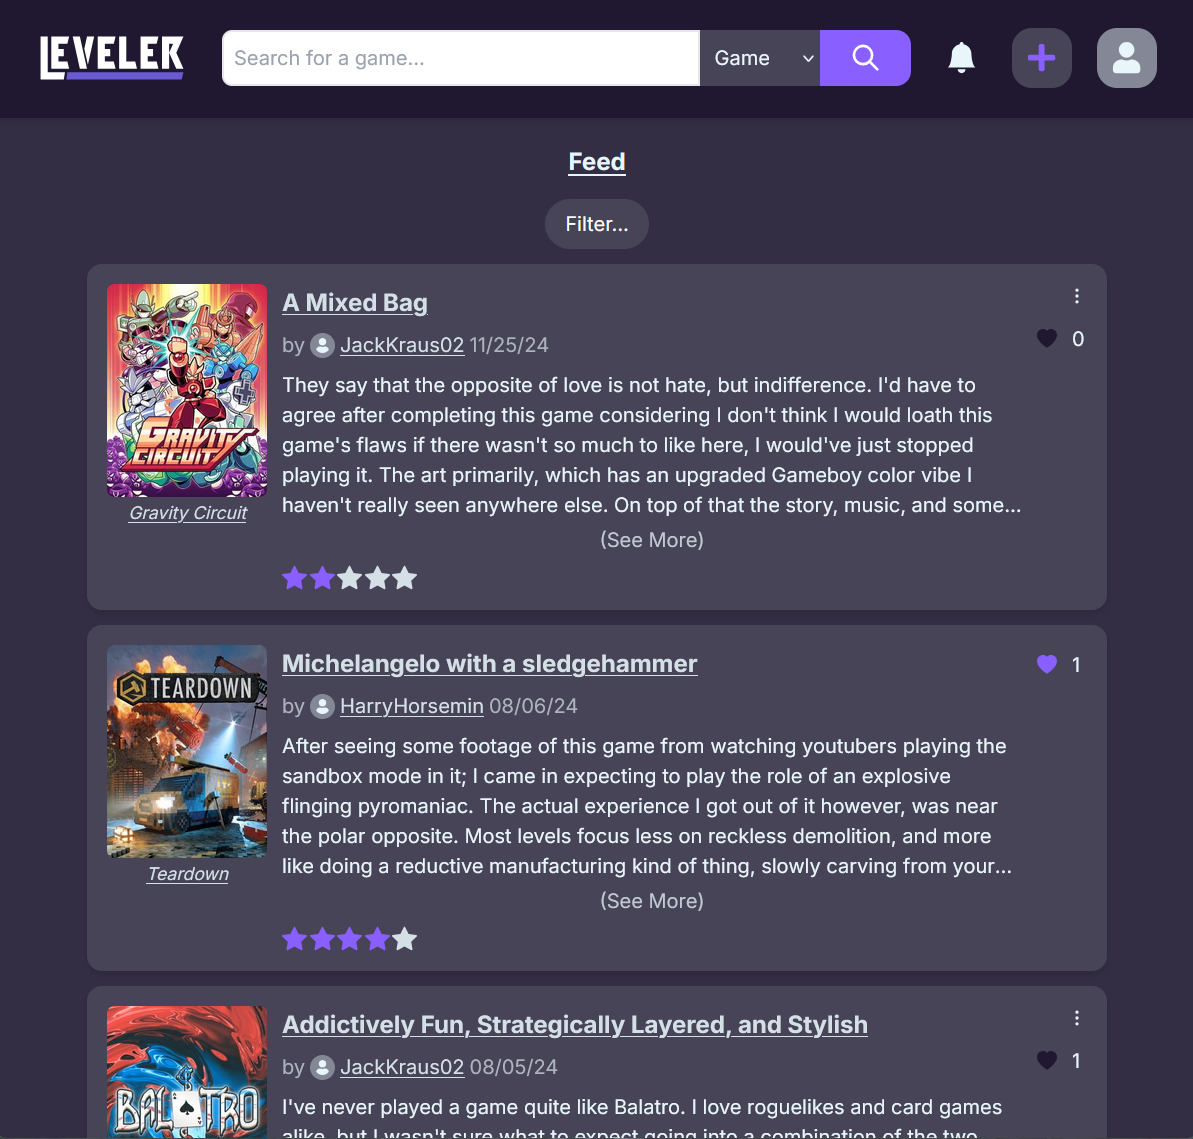 LEVELER
Search for a game...
Game
Feed
Filter...
A Mixed Bag
by JackKraus02 11/25/24
0
They say that the opposite of love is not hate, but indifference. I'd have to
agree after completing this game considering I don't think I would loath this
game's flaws if there wasn't so much to like here, I would've just stopped
playing it. The art primarily, which has an upgraded Gameboy color vibe I
haven't really seen anywhere else. On top of that the story, music, and some...
(See More)
GRAVITY
CIRCUIT
Gravity Circuit
Michelangelo with a sledgehammer
1
by HarryHorsemin 08/06/24
After seeing some footage of this game from watching youtubers playing the
sandbox mode in it; I came in expecting to play the role of an explosive
flinging pyromaniac. The actual experience I got out of it however, was near
the polar opposite. Most levels focus less on reckless demolition, and more
like doing a reductive manufacturing kind of thing, slowly carving from your...
(See More)
TEARDOWN
Teardown
Addictively Fun, Strategically Layered, and Stylish
by JackKraus02 08/05/24
1
I've never played a game quite like Balatro. I love roguelikes and card games
alike, but I wasn't sure what to expect going into a combination of the two.
BALATRO